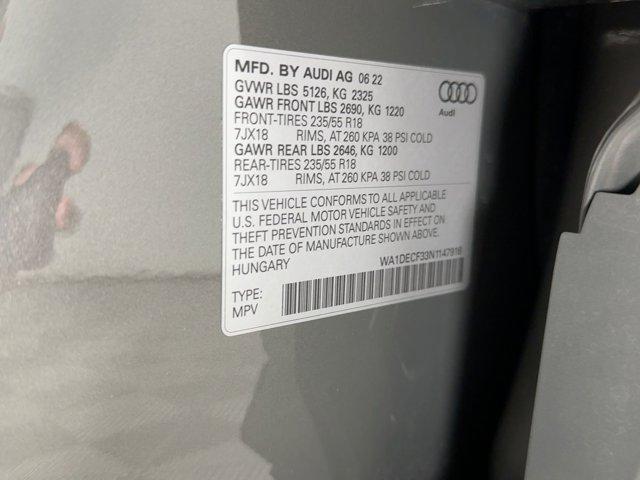 MFD. BY AUDI AG 06 22
GVWR LBS 5126, KG 2325
GAWR FRONT LBS 2690, KG 1220
FRONT-TIRES 235/55 R18
7JX18 RIMS, AT 260 KPA 38 PSI COLD
GAWR REAR LBS 2646, KG 1200
REAR-TIRES 235/55 R18
7JX18 RIMS, AT 260 KPA 38 PSI COLD
Audi
THIS VEHICLE CONFORMS TO ALL APPLICABLE
U.S. FEDERAL MOTOR VEHICLE SAFETY AND
THEFT PREVENTION STANDARDS IN EFFECT ON
THE DATE OF MANUFACTURE SHOWN ABOVE.
HUNGARY
WA1DECF33N1147916
TYPE:
MPV